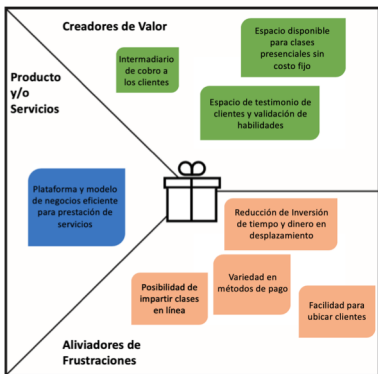 Creadores de Valor
Espacio disponible
para clases
presenciales sin
costo fijo
Intermadiario de
cobro a
los clientes
Producto
y/o
Servicios
Espacio de testimonio de
clientes y validación de
habilidades
Plataforma y modelo
de negocios eficiente
para prestación de
servicios
Reducción de Inversión
de tiempo y dinero en
desplazamiento
Posibilidad de
impartir clases
en línea
Variedad en
métodos de pago
Facilidad para
ubicar clientes
Aliviadores de
Frustraciones